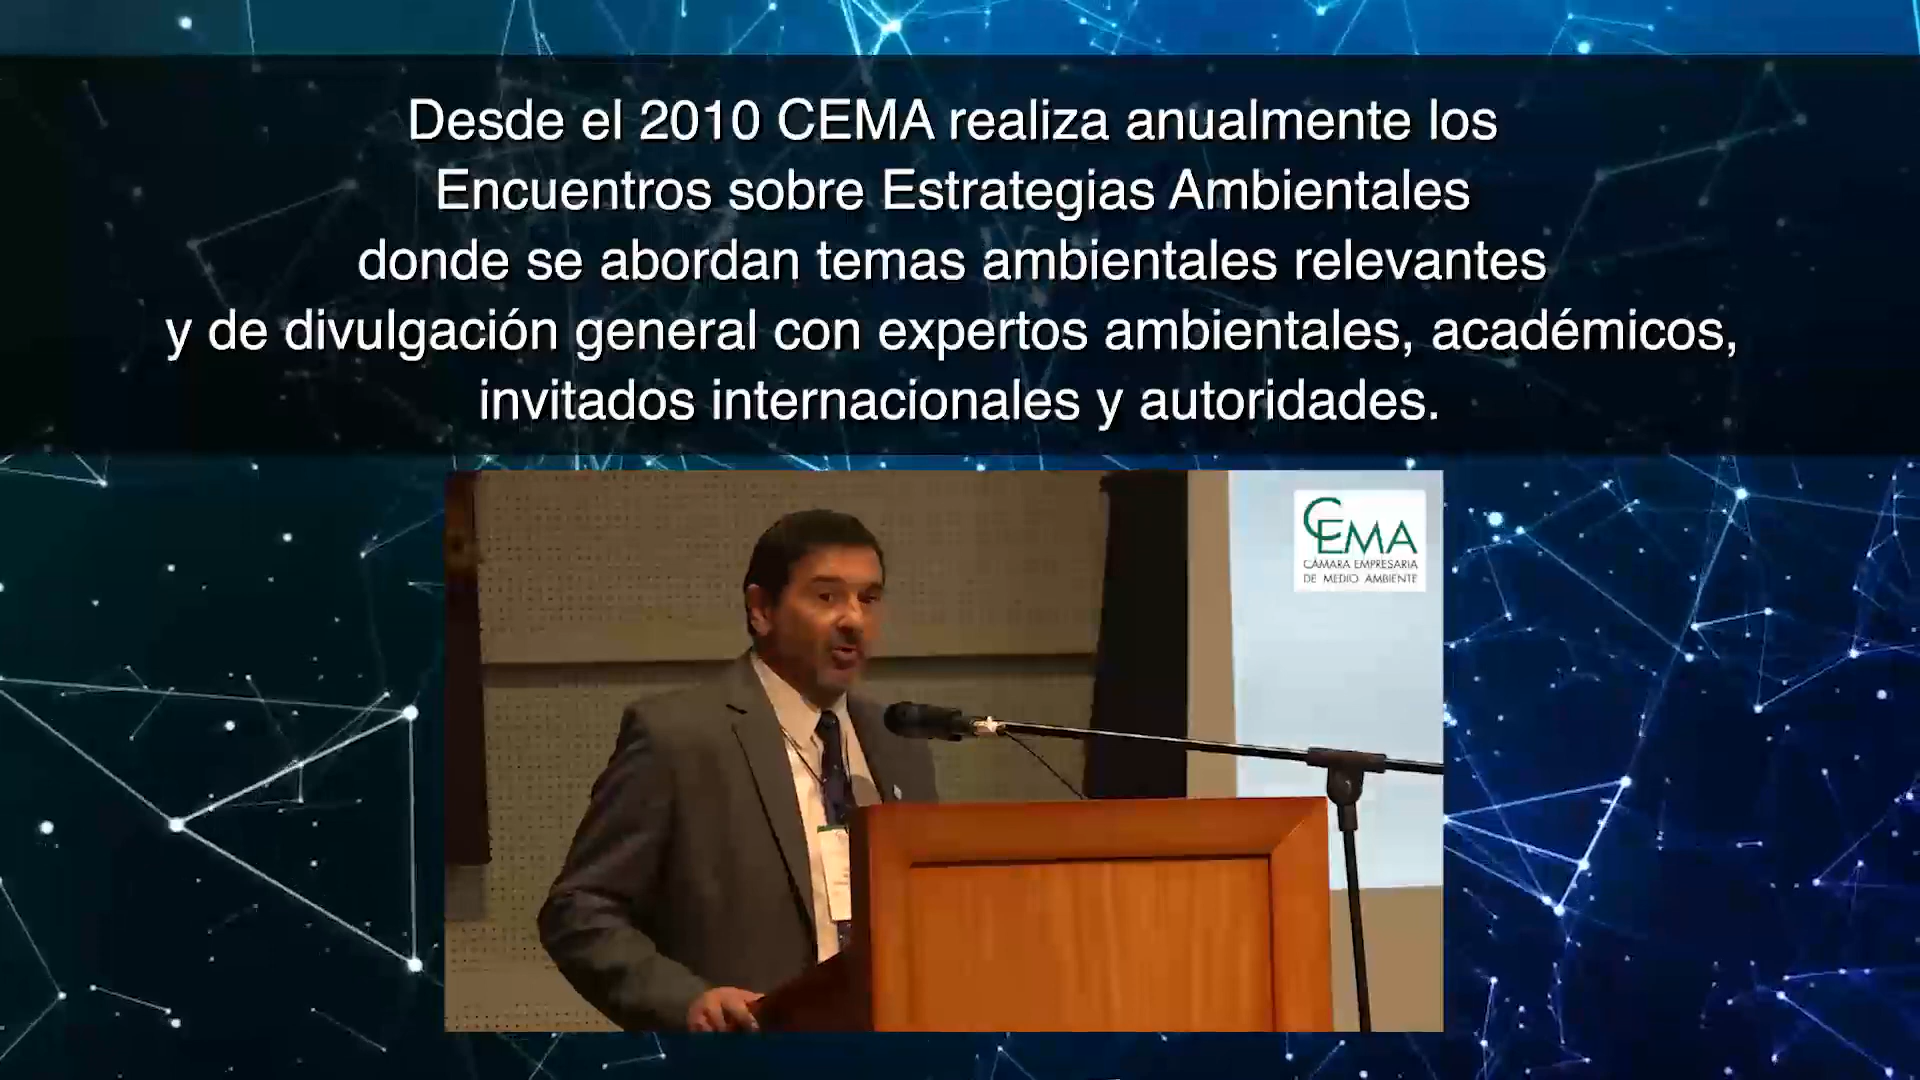 Desde el 2010 CEMA realiza anualmente los
Encuentros sobre Estrategias Ambientales
donde se abordan temas ambientales relevantes
y de divulgación general con expertos ambientales, académicos,
invitados internacionales y autoridades.
CEMA
CÁMARA EMPRESARIA
DE MEDIO AMBIENTE